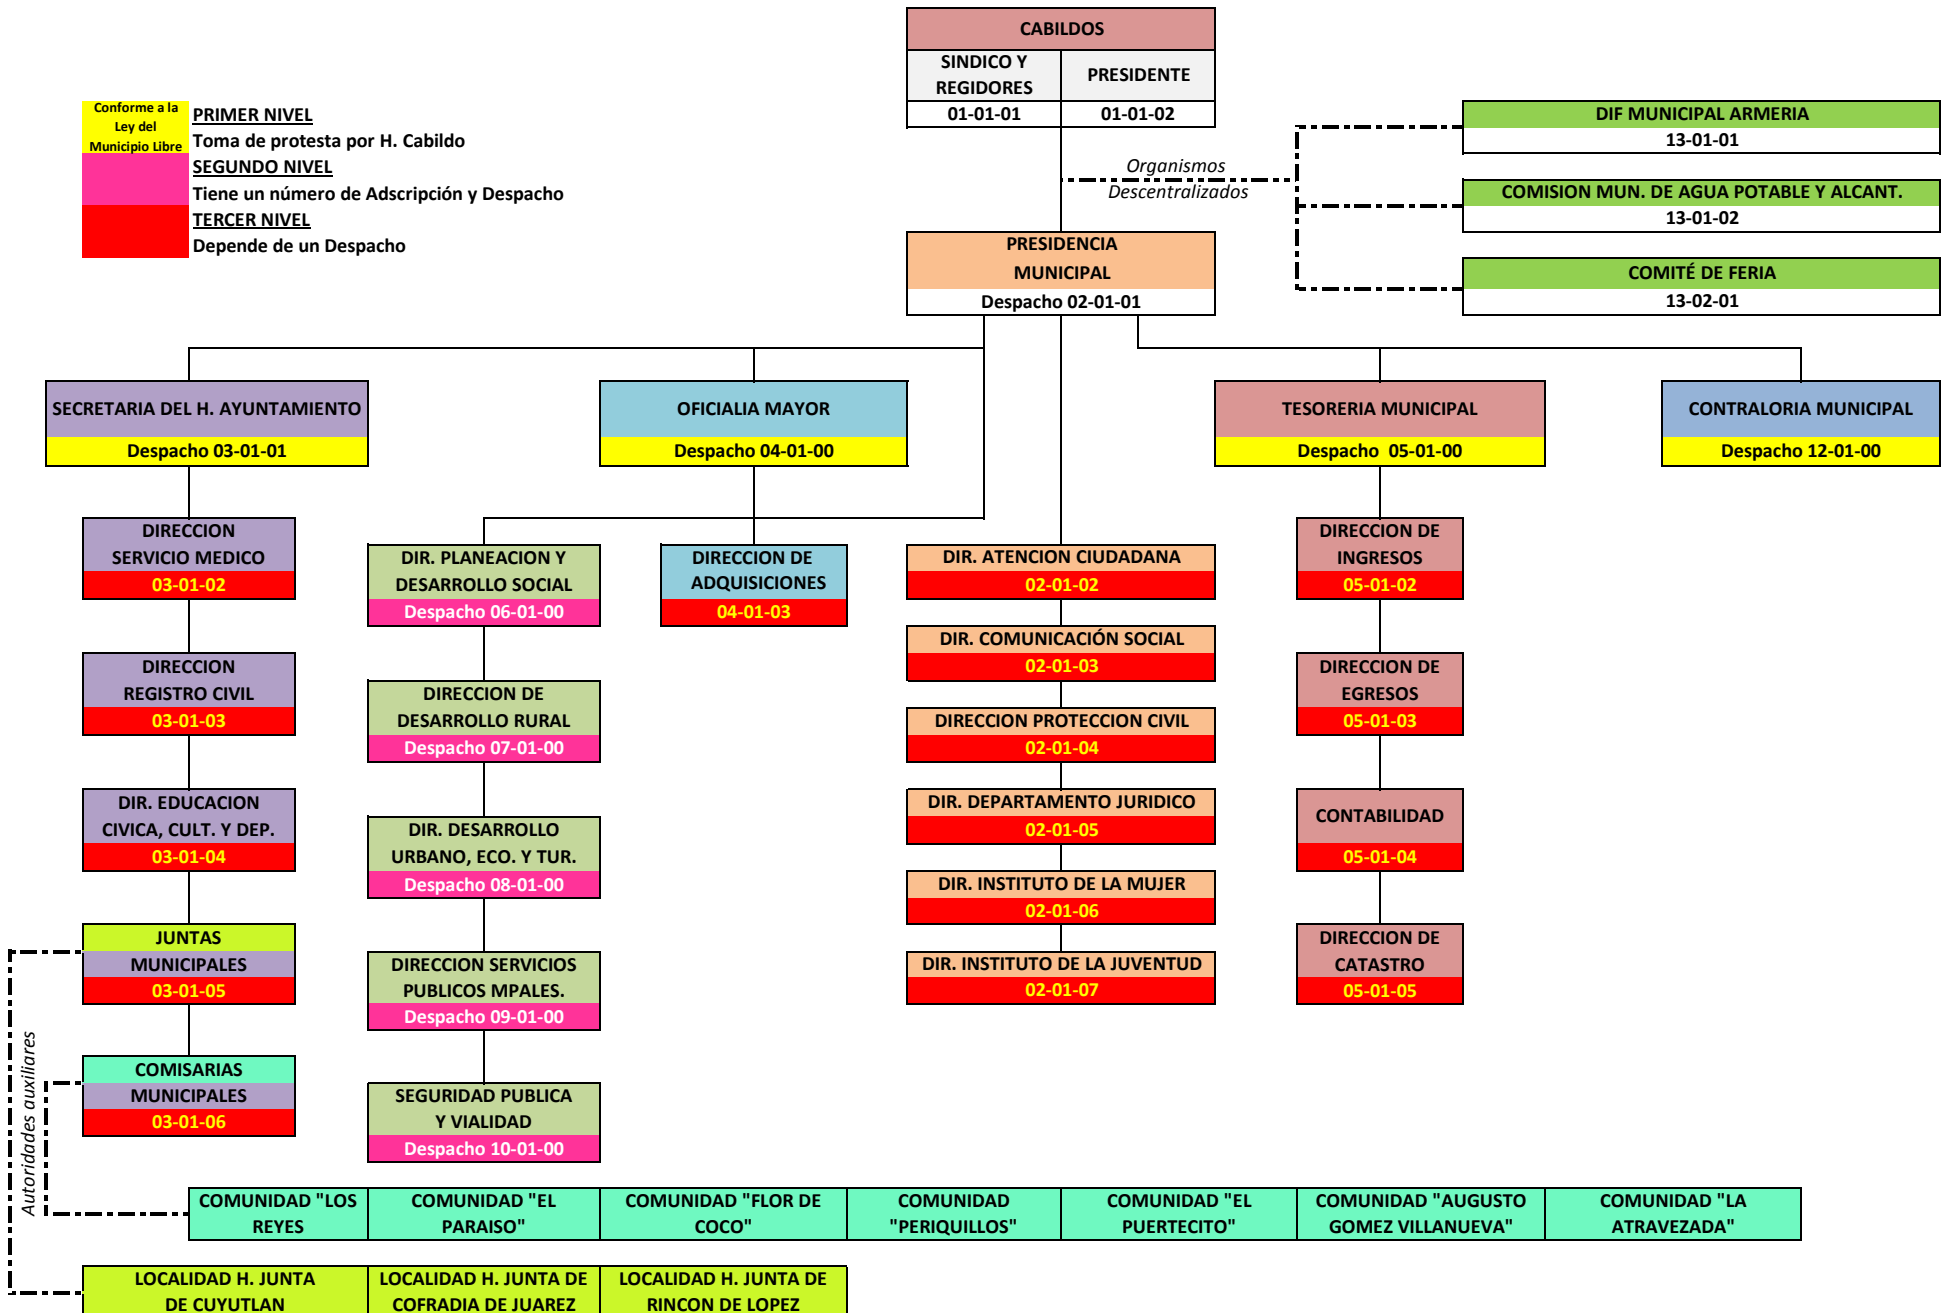 CABILDOS
SINDICO Y
REGIDORES
PRESIDENTE
01-01-01
01-01-02
Conforme a la
Ley del
Municipio Libre
PRIMER NIVEL
Toma de protesta por H. Cabildo
SEGUNDO NIVEL
Tiene un número de Adscripción y Despacho
TERCER NIVEL
Depende de un Despacho
Organismos
Descentralizados
DIF MUNICIPAL ARMERIA
13-01-01
COMISION MUN. DE AGUA POTABLE Y ALCANT.
13-01-02
COMITÉ DE FERIA
13-02-01
PRESIDENCIA
MUNICIPAL
Despacho 02-01-01
SECRETARIA DEL H. AYUNTAMIENTO
Despacho 03-01-01
OFICIALIA MAYOR
Despacho 04-01-00
TESORERIA MUNICIPAL
Despacho  05-01-00
CONTRALORIA MUNICIPAL
Despacho 12-01-00
DIRECCION
SERVICIO MEDICO
03-01-02
DIRECCION
REGISTRO CIVIL
03-01-03
DIR. EDUCACION
CIVICA, CULT. Y DEP.
03-01-04
JUNTAS
MUNICIPALES
03-01-05
COMISARIAS
MUNICIPALES
03-01-06
DIR. PLANEACION Y
DESARROLLO SOCIAL
Despacho 06-01-00
DIRECCION DE
DESARROLLO RURAL
Despacho 07-01-00
DIR. DESARROLLO
URBANO, ECO. Y TUR.
Despacho 08-01-00
DIRECCION SERVICIOS
PUBLICOS MPALES.
Despacho 09-01-00
SEGURIDAD PUBLICA
Y VIALIDAD
Despacho 10-01-00
DIRECCION DE
ADQUISICIONES
04-01-03
DIR. ATENCION CIUDADANA
02-01-02
DIR. COMUNICACIÓN SOCIAL
02-01-03
DIRECCION PROTECCION CIVIL
02-01-04
DIR. DEPARTAMENTO JURIDICO
02-01-05
DIR. INSTITUTO DE LA MUJER
02-01-06
DIR. INSTITUTO DE LA JUVENTUD
02-01-07
DIRECCION DE
INGRESOS
05-01-02
DIRECCION DE
EGRESOS
05-01-03
CONTABILIDAD
05-01-04
DIRECCION DE
CATASTRO
05-01-05
Autoridades auxiliares
COMUNIDAD "LOS
REYES
COMUNIDAD "EL
PARAISO"
COMUNIDAD "FLOR DE
COCO"
COMUNIDAD
"PERIQUILLOS"
COMUNIDAD "EL
PUERTECITO"
COMUNIDAD "AUGUSTO
GOMEZ VILLANUEVA"
COMUNIDAD "LA
ATRAVEZADA"
LOCALIDAD H. JUNTA
DE CUYUTLAN
LOCALIDAD H. JUNTA DE
COFRADIA DE JUAREZ
LOCALIDAD H. JUNTA DE
RINCON DE LOPEZ